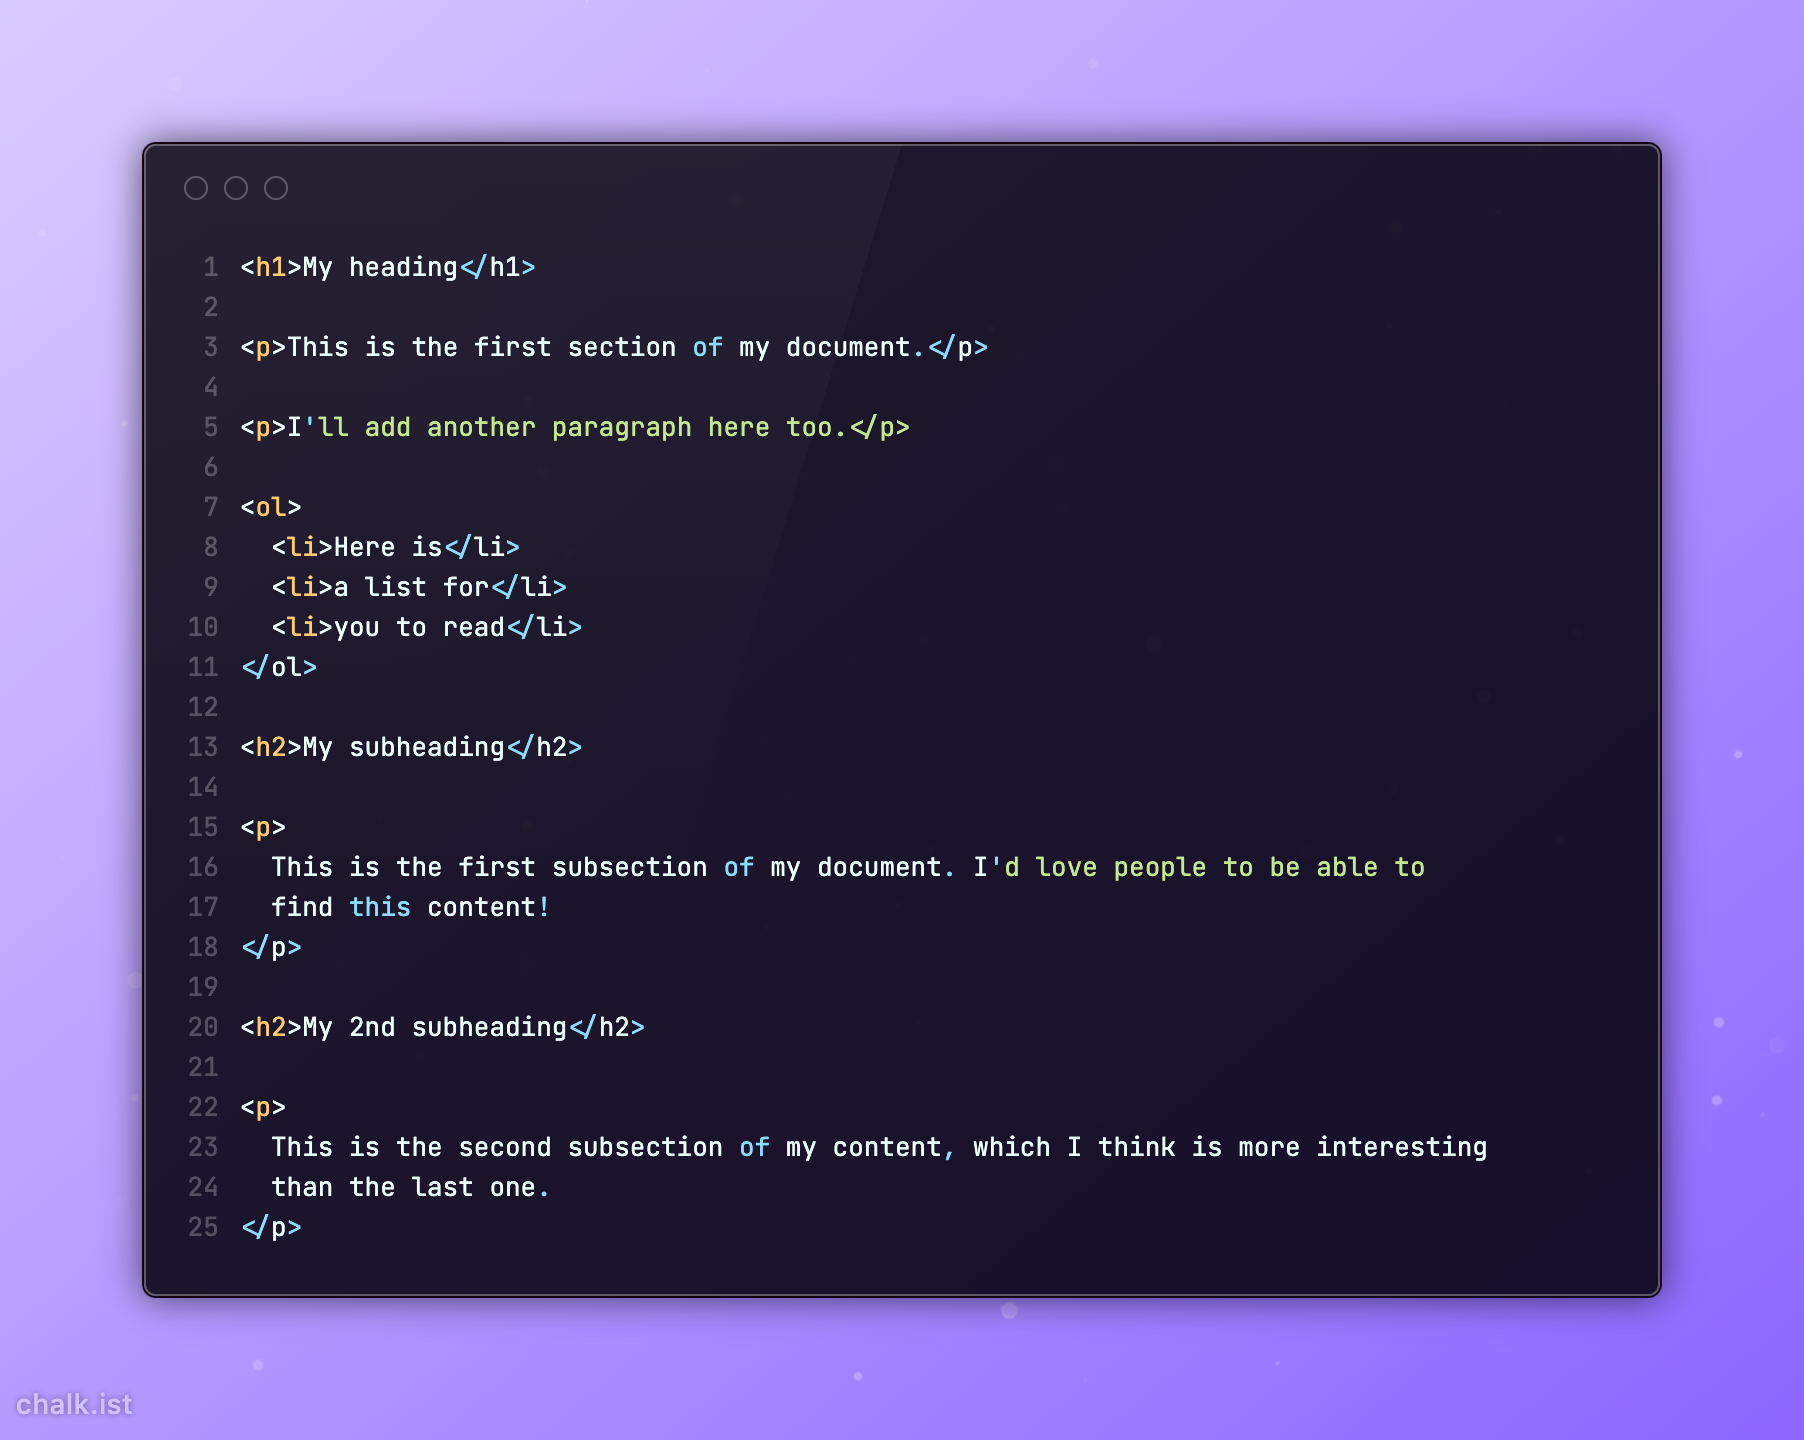 1 <h1>My heading</h1>
2
3 <p>This is the first section of my document.</p>
4
5 <p>I'll add another paragraph here too.</p>
6
7 <ol>
8   <li>Here is</li>
9   <li>a list for</li>
10   <li>you to read</li>
11 </ol>
12
13 <h2>My subheading</h2>
14
15 <p>
16   This is the first subsection of my document. I'd love people to be able to
17   find this content!
18 </p>
19
20 <h2>My 2nd subheading</h2>
21
22 <p>
23   This is the second subsection of my content, which I think is more interesting
24   than the last one.
25 </p>
chalk.ist